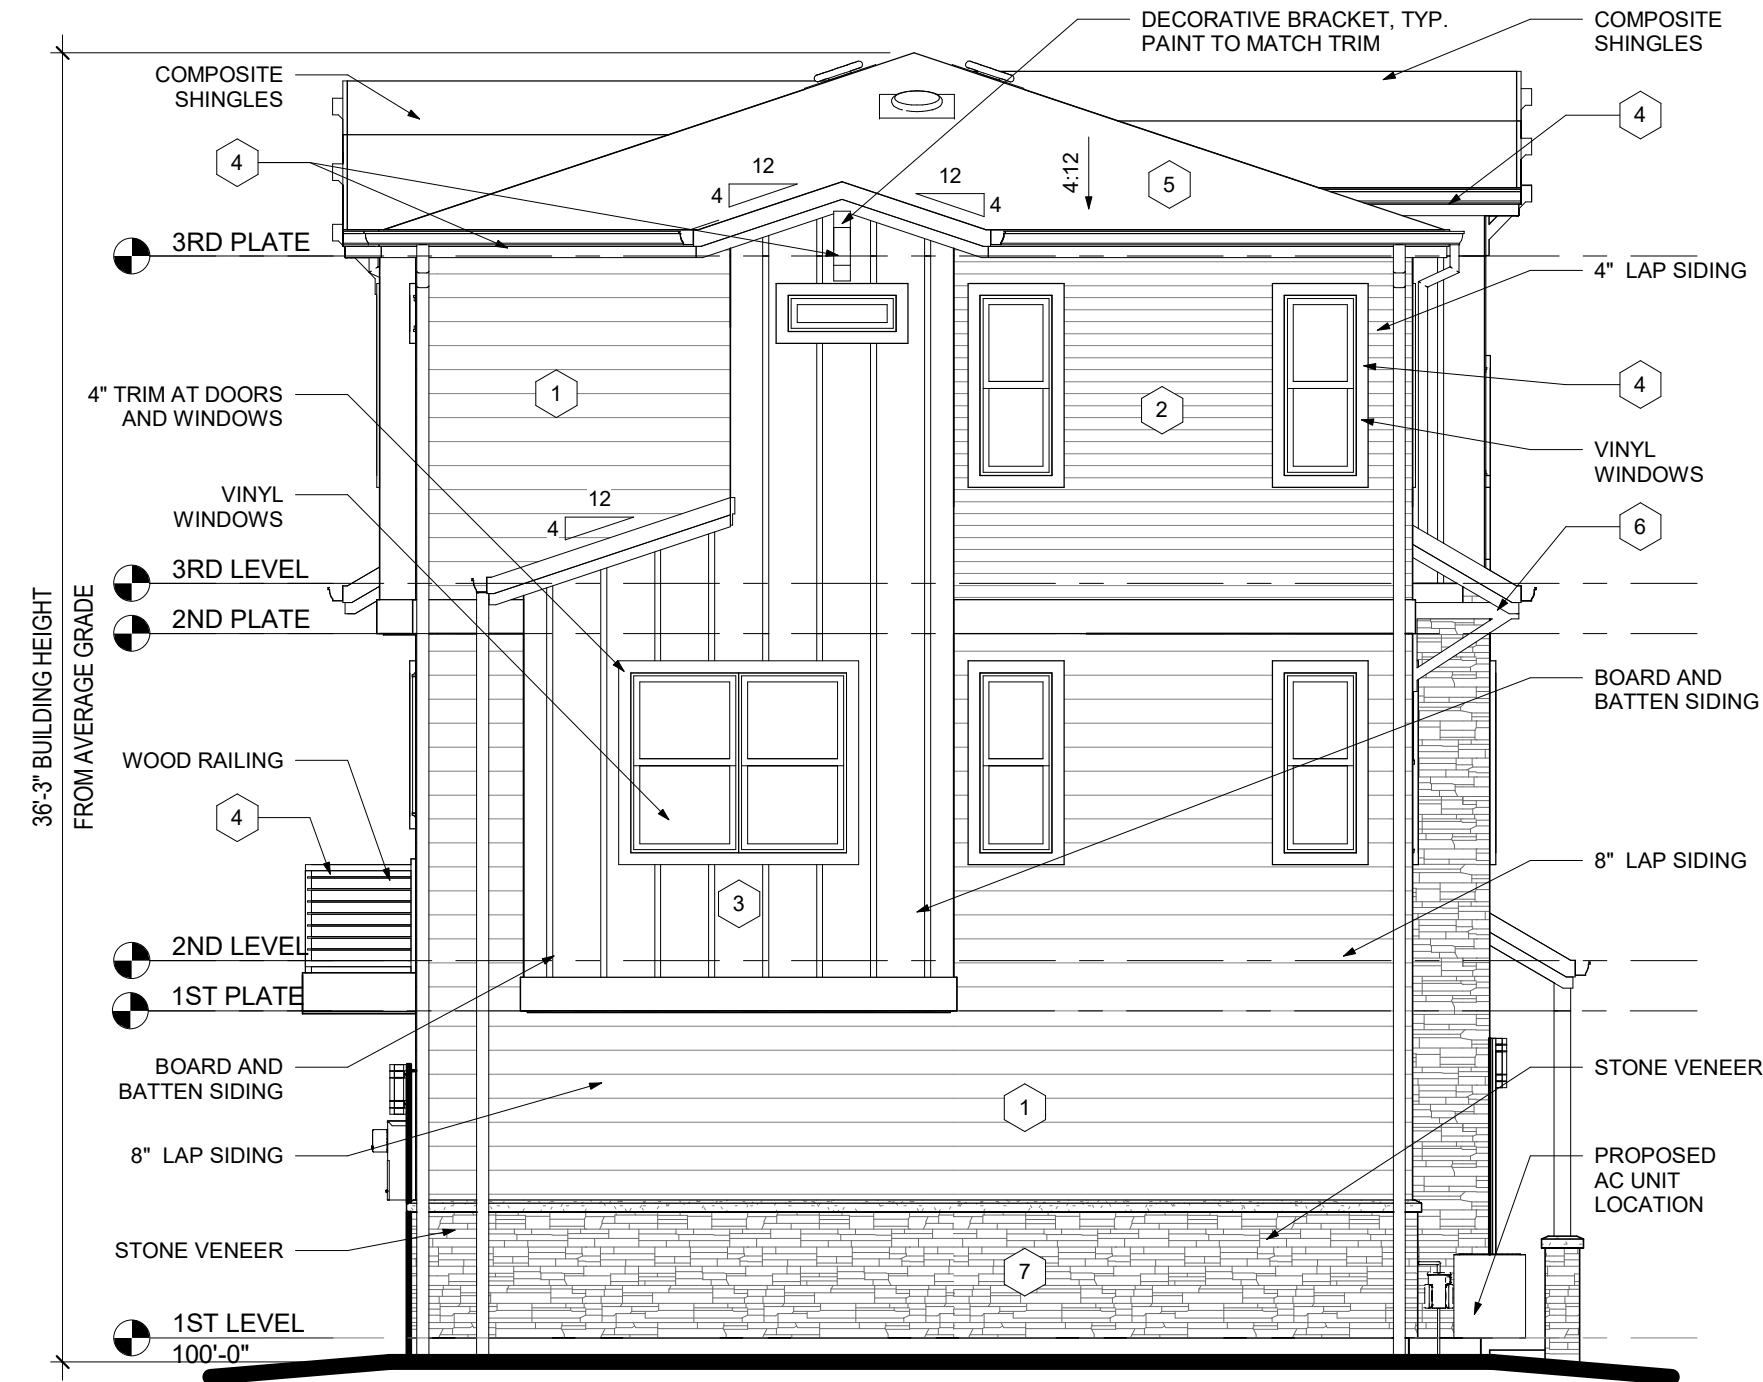 DECORATIVE BRACKET, TYP.
PAINT TO MATCH TRIM
COMPOSITE
SHINGLES
COMPOSITE
SHINGLES
4
4
12
4
12
4
4:12
5
3RD PLATE
4" LAP SIDING
1
2
4
4" TRIM AT DOORS
AND WINDOWS
VINYL
WINDOWS
VINYL
WINDOWS
12
4
6
3RD LEVEL
2ND PLATE
36'-3" BUILDING HEIGHT
FROM AVERAGE GRADE
BOARD AND
BATTEN SIDING
WOOD RAILING
4
8" LAP SIDING
3
2ND LEVEL
1ST PLATE
BOARD AND
BATTEN SIDING
STONE VENEER
1
8" LAP SIDING
PROPOSED
AC UNIT
LOCATION
STONE VENEER
7
1ST LEVEL
100'-0"